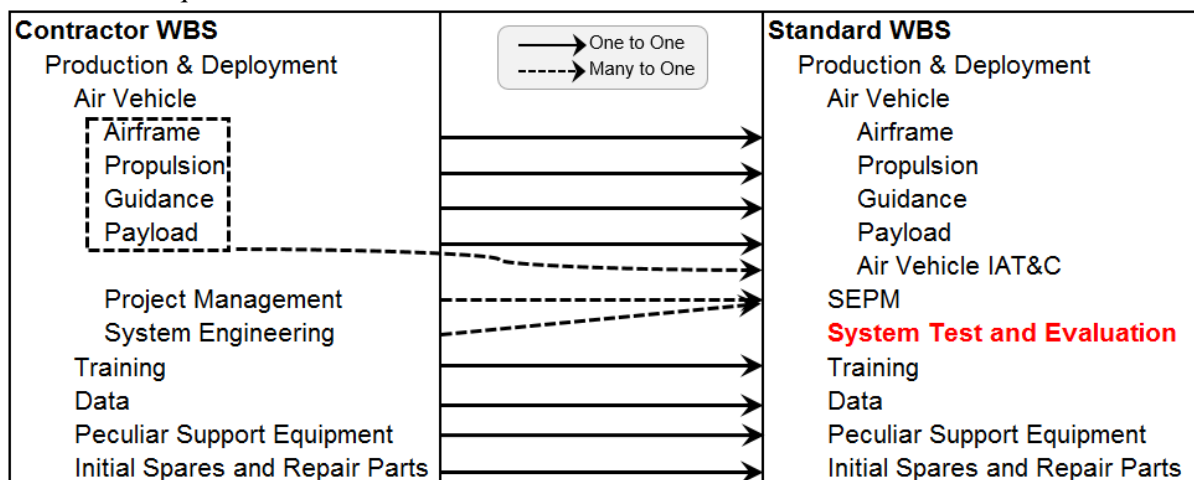 Contractor WBS
Production & Deployment
Air Vehicle
Airframe
Propulsion
Guidance
Payload
Project Management
System Engineering
Training
Data
Peculiar Support Equipment
Initial Spares and Repair Parts
One to One
Many to One
Standard WBS
Production & Deployment
Air Vehicle
Airframe
Propulsion
Guidance
Payload
Air Vehicle IAT&C
SEPM
System Test and Evaluation
Training
Data
Peculiar Support Equipment
Initial Spares and Repair Parts